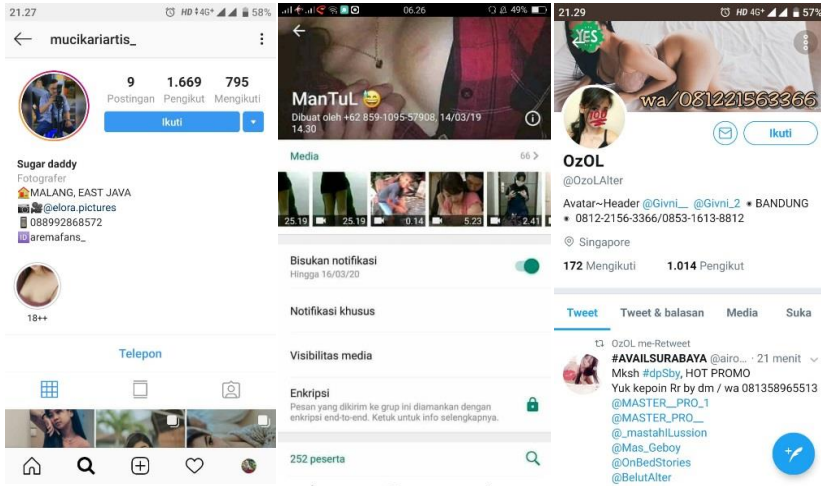 21.27
HD 4G+ 58%
mucikariartis_
9 1.669 795
Postingan Pengikut Mengikuti
Ikuti
Sugar daddy
Fotografer
MALANG, EAST JAVA
@elora.pictures
088992868572
aremafans_
18++
Telepon
06.26
49%
ManTuL
Dibuat oleh +62 859-1095-57908, 14/03/19
14.30
Media
66 >
25.19 25.19 0.14 5.23 2.41
Bisukan notifikasi
Hingga 16/03/20
Notifikasi khusus
Visibilitas media
Enkripsi
Pesan yang dikirim ke grup ini diamankan dengan
enkripsi end-to-end. Ketuk untuk info selengkapnya.
252 peserta
21.29
HD 4G+ 57%
YES
wa/081221563366
100
Ikuti
OzOL
@OzoLAlter
Avatar~Header @Givni__ @Givni_2 • BANDUNG
• 0812-2156-3366/0853-1613-8812
Singapore
172 Mengikuti 1.014 Pengikut
Tweet Tweet & balasan Media Suka
OzOL me-Retweet
#AVAILSURABAYA @airo... · 21 menit
Mksh #dpSby, HOT PROMO
Yuk kepoin Rr by dm / wa 081358965513
@MASTER__PRO_1
@MASTER_PRO__
@_mastahlLussion
@Mas_Geboy
@OnBedStories
@BelutAlter